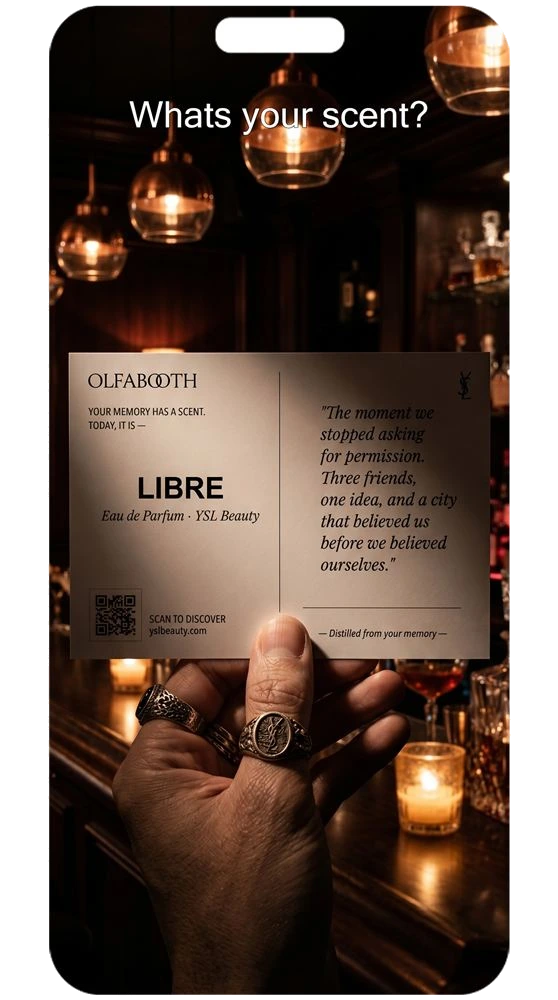 Whats your scent?
OLFABOOTH
YOUR MEMORY HAS A SCENT.
TODAY, IT IS —
LIBRE
Eau de Parfum · YSL Beauty
SCAN TO DISCOVER
yslbeauty.com
YSL
"The moment we
stopped asking
for permission.
Three friends,
one idea, and a city
that believed us
before we believed
ourselves."
— Distilled from your memory —